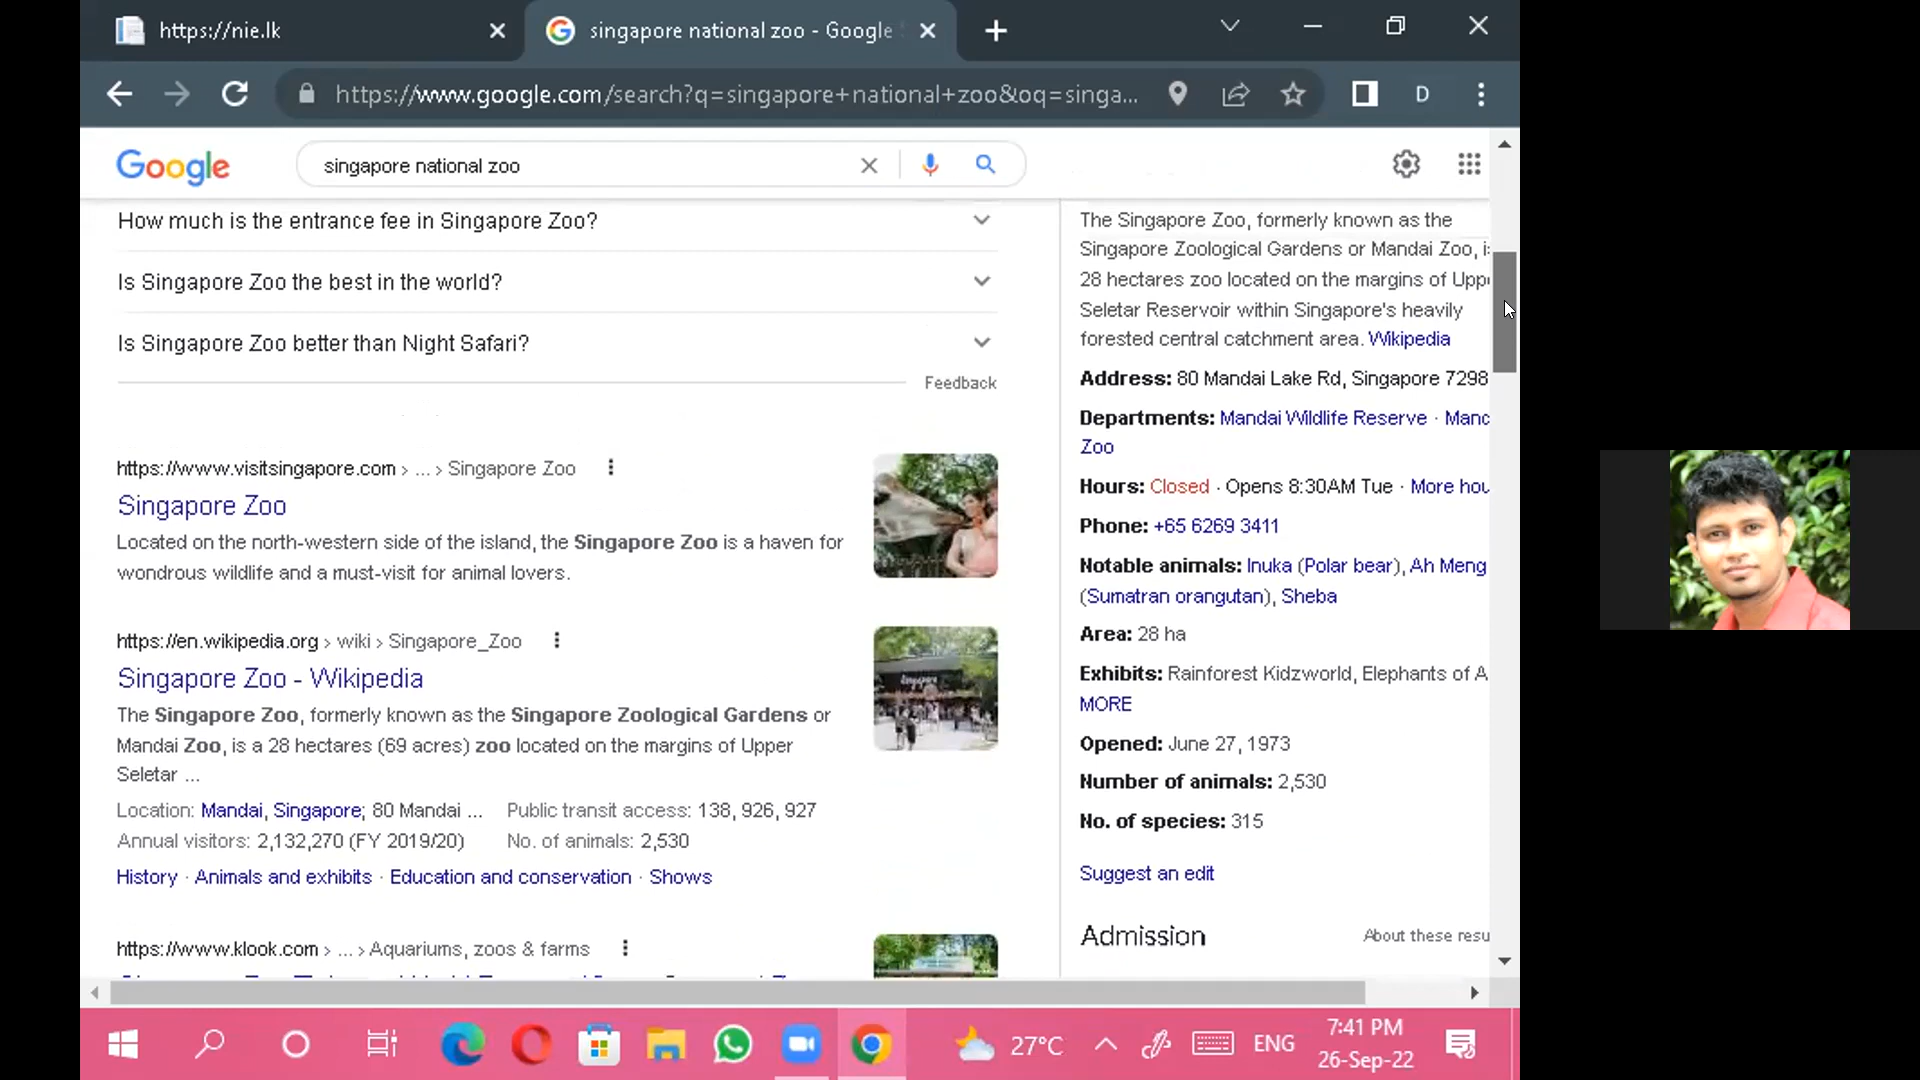 https://nie.lk
singapore national zoo - Google
https://www.google.com/search?q=singapore+national+zoo&oq=singa...
D
Google
singapore national zoo
How much is the entrance fee in Singapore Zoo?
Is Singapore Zoo the best in the world?
Is Singapore Zoo better than Night Safari?
Feedback
https://www.visitsingapore.com › ... › Singapore Zoo
Singapore Zoo
Located on the north-western side of the island, the Singapore Zoo is a haven for
wondrous wildlife and a must-visit for animal lovers.
https://en.wikipedia.org › wiki › Singapore_Zoo
Singapore Zoo - Wikipedia
The Singapore Zoo, formerly known as the Singapore Zoological Gardens or
Mandai Zoo, is a 28 hectares (69 acres) zoo located on the margins of Upper
Seletar ...
Location: Mandai, Singapore; 80 Mandai ... Public transit access: 138, 926, 927
Annual visitors: 2,132,270 (FY 2019/20) No. of animals: 2,530
History · Animals and exhibits · Education and conservation · Shows
https://www.klook.com › ... › Aquariums, zoos & farms
The Singapore Zoo, formerly known as the
Singapore Zoological Gardens or Mandai Zoo,
28 hectares zoo located on the margins of
Seletar Reservoir within Singapore's heavily
forested central catchment area. Wikipedia
Address: 80 Mandai Lake Rd, Singapore 7298
Departments: Mandai Wildlife Reserve ·
Zoo
Hours: Closed · Opens 8:30AM Tue · More
Phone: +65 6269 3411
Notable animals: Inuka (Polar bear), Ah Meng
(Sumatran orangutan), Sheba
Area: 28 ha
Exhibits: Rainforest Kidzworld, Elephants of A
MORE
Opened: June 27, 1973
Number of animals: 2,530
No. of species: 315
Suggest an edit
Admission
About these
27°C
ENG
7:41 PM
26-Sep-22